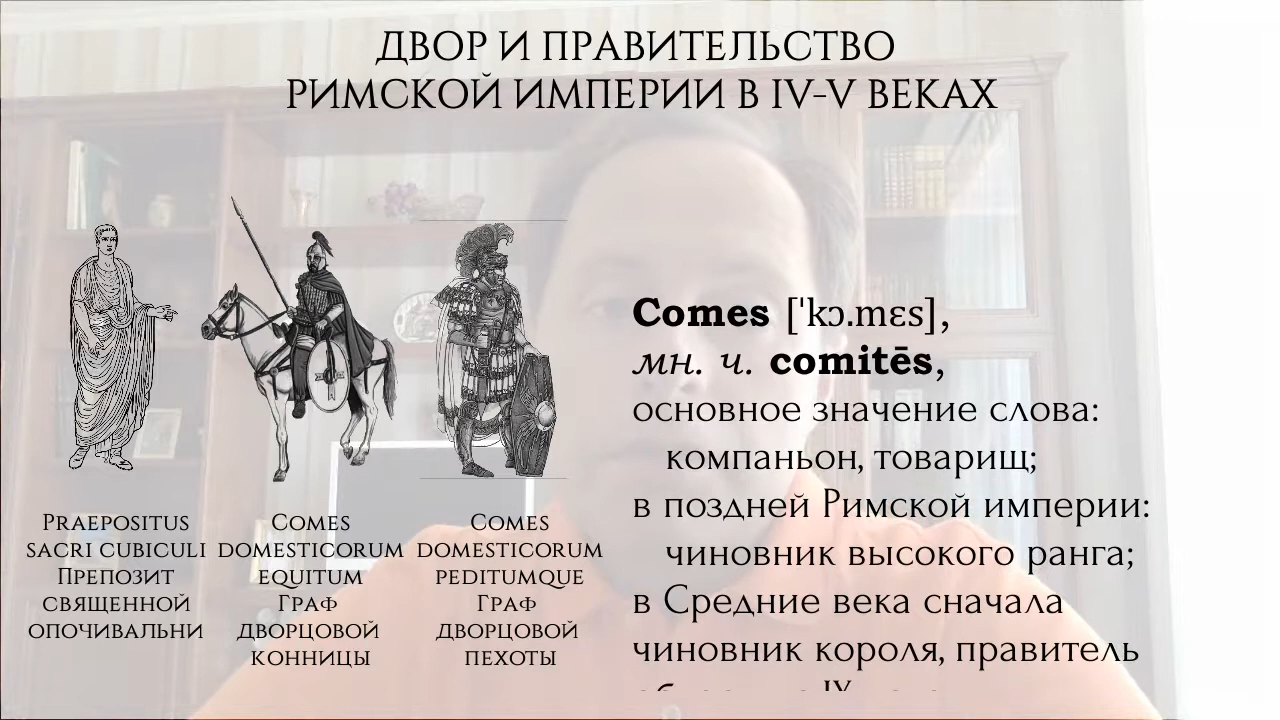 ДВОР И ПРАВИТЕЛЬСТВО
РИМСКОЙ ИМПЕРИИ В IV-V ВЕКАХ
Praepositus
sacri cubiculi
Препозит
священной
опочивальни
Comes
domesticorum
equitum
Граф
дворцовой
конницы
Comes
domesticorum
peditumque
Граф
дворцовой
пехоты
Comes [ˈkɔ.mɛs],
мн. ч. comitēs,
основное значение слова:
компаньон, товарищ;
в поздней Римской империи:
чиновник высокого ранга;
в Средние века сначала
чиновник короля, правитель